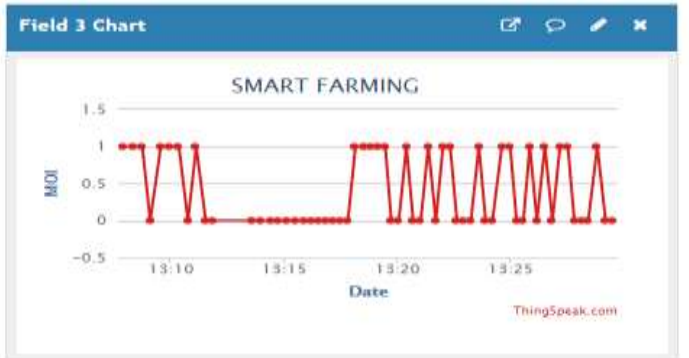 Field 3 Chart
SMART FARMING
1.5
1
0.5
0
-0.5
MOI
13:10 13:15 13:20 13:25
Date
ThingSpeak.com